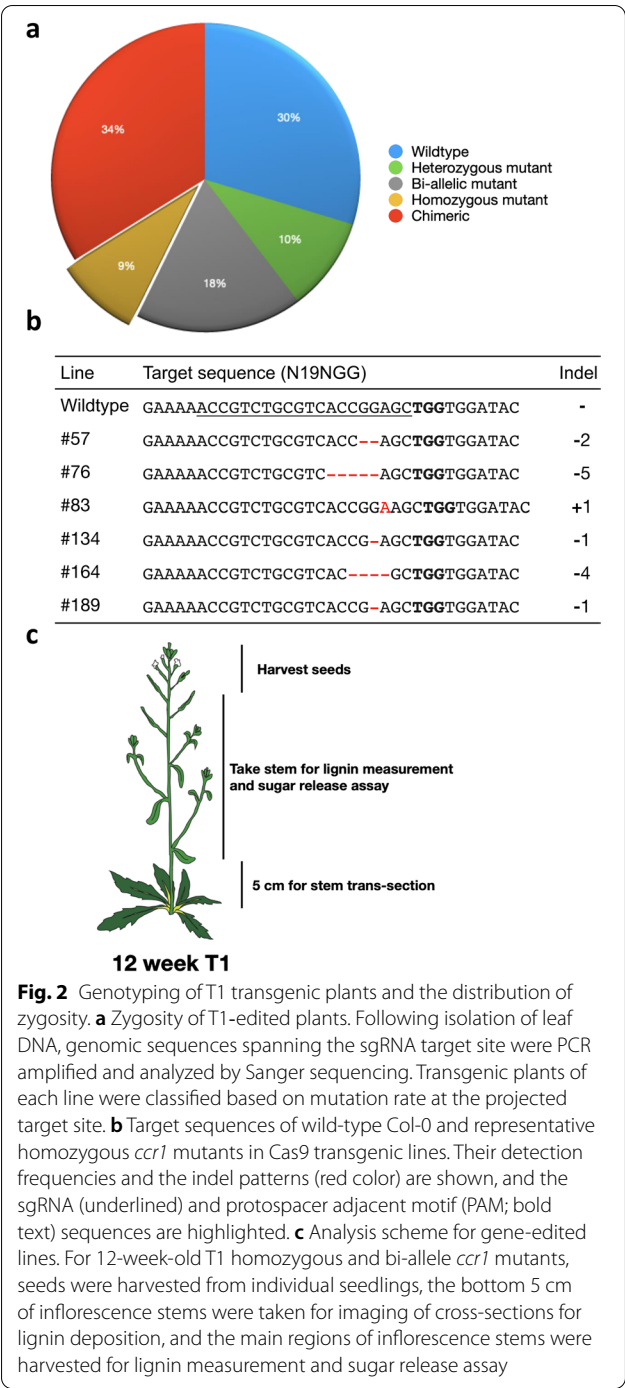 a
34%
30%
10%
18%
9%
Wildtype
Heterozygous mutant
Bi-allelic mutant
Homozygous mutant
Chimeric
b
Line Target sequence (N19NGG) Indel
Wildtype GAAAAACCGTCTGCGTCACCGGAGCTGGTGGATAC -
#57 GAAAAACCGTCTGCGTCACC--AGCTGGTGGATAC -2
#76 GAAAAACCGTCTGCGTC-----AGCTGGTGGATAC -5
#83 GAAAAACCGTCTGCGTCACCGGAAGCTGGTGGATAC +1
#134 GAAAAACCGTCTGCGTCACCG-AGCTGGTGGATAC -1
#164 GAAAAACCGTCTGCGTCAC----GCTGGTGGATAC -4
#189 GAAAAACCGTCTGCGTCACCG-AGCTGGTGGATAC -1
c
Harvest seeds
Take stem for lignin measurement
and sugar release assay
5 cm for stem trans-section
12 week T1
Fig. 2 Genotyping of T1 transgenic plants and the distribution of
zygosity. a Zygosity of T1-edited plants. Following isolation of leaf
DNA, genomic sequences spanning the sgRNA target site were PCR
amplified and analyzed by Sanger sequencing. Transgenic plants of
each line were classified based on mutation rate at the projected
target site. b Target sequences of wild-type Col-0 and representative
homozygous ccr1 mutants in Cas9 transgenic lines. Their detection
frequencies and the indel patterns (red color) are shown, and the
sgRNA (underlined) and protospacer adjacent motif (PAM; bold
text) sequences are highlighted. c Analysis scheme for gene-edited
lines. For 12-week-old T1 homozygous and bi-allele ccr1 mutants,
seeds were harvested from individual seedlings, the bottom 5 cm
of inflorescence stems were taken for imaging of cross-sections for
lignin deposition, and the main regions of inflorescence stems were
harvested for lignin measurement and sugar release assay